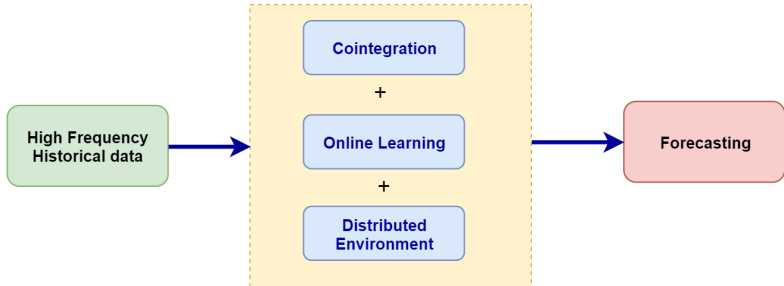 High Frequency
Historical data
Cointegration
+
Online Learning
+
Distributed
Environment
Forecasting